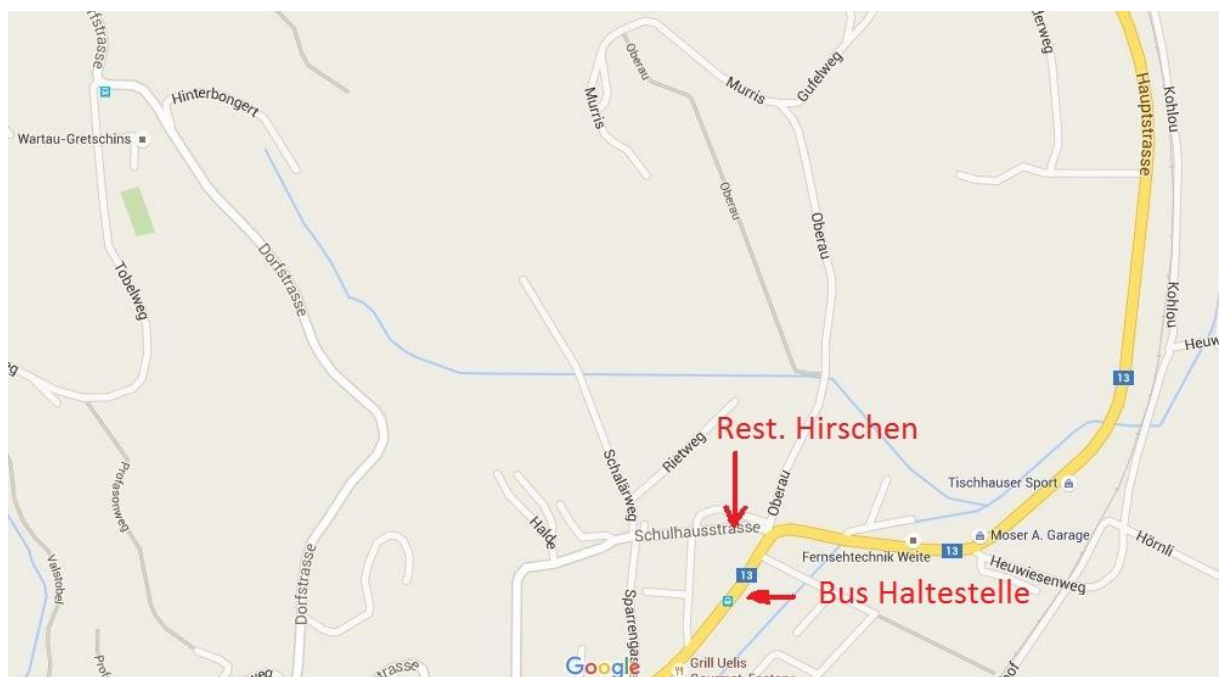 Dorfstrasse
Hinterbongert
Wartau-Gretschins
Tobelweg
Dorfstrasse
Profasonweg
Valstobel
Dorfstrasse
Murris
Oberau
Murris
Gufelweg
Oberau
Oberau
Hauptstrasse
Kohlou
Kohlou
13
Rest. Hirschen
Schalärweg
Rietweg
Oberau
Tischhauser Sport
Halde
Schulhausstrasse
Moser A. Garage
13
Fernsehtechnik Weite
Hörnli
Heuwiesenweg
13
Bus Haltestelle
Google
Grill Uelis